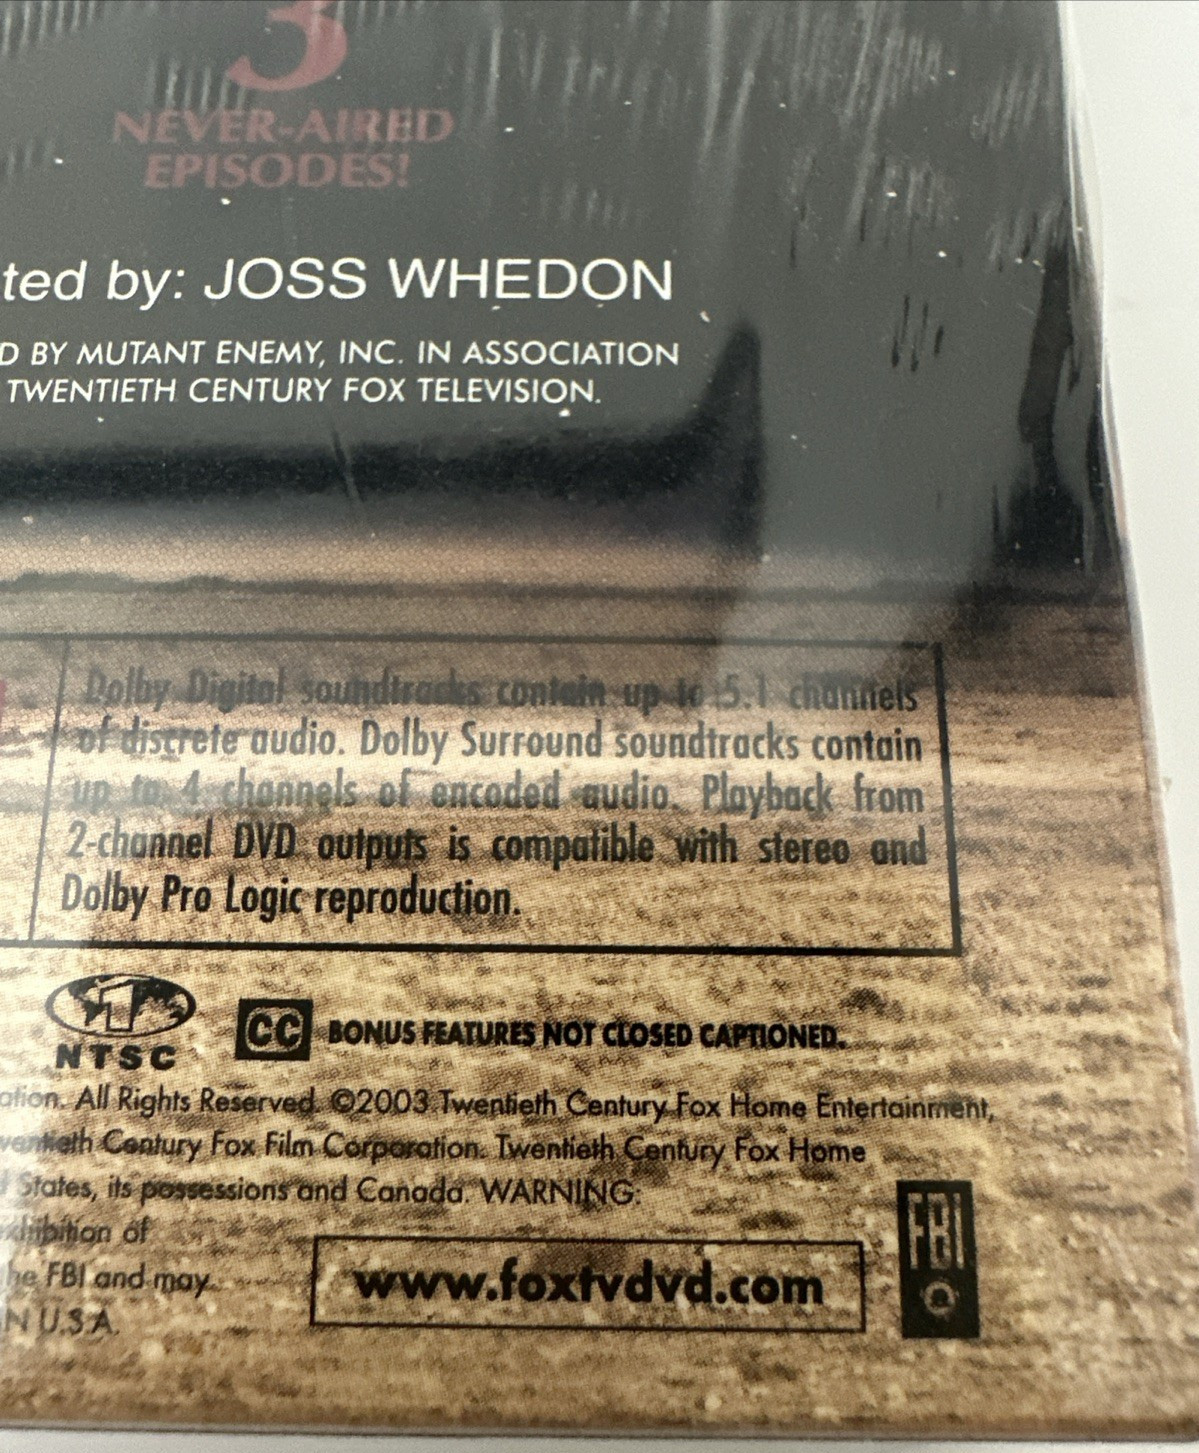 3
NEVER-AIRED
EPISODES!
ted by: JOSS WHEDON
D BY MUTANT ENEMY, INC. IN ASSOCIATION
TWENTIETH CENTURY FOX TELEVISION.
Dolby Digital soundtracks contain up to 5.1 channels
of discrete audio. Dolby Surround soundtracks contain
up to 4 channels of encoded audio. Playback from
2-channel DVD outputs is compatible with stereo and
Dolby Pro Logic reproduction.
1
NTSC
CC BONUS FEATURES NOT CLOSED CAPTIONED.
ation. All Rights Reserved. ©2003 Twentieth Century Fox Home Entertainment,
wentieth Century Fox Film Corporation. Twentieth Century Fox Home
States, its possessions and Canada. WARNING:
xhibition of
he FBI and may
N U.S.A.
www.foxtvdvd.com
FBI